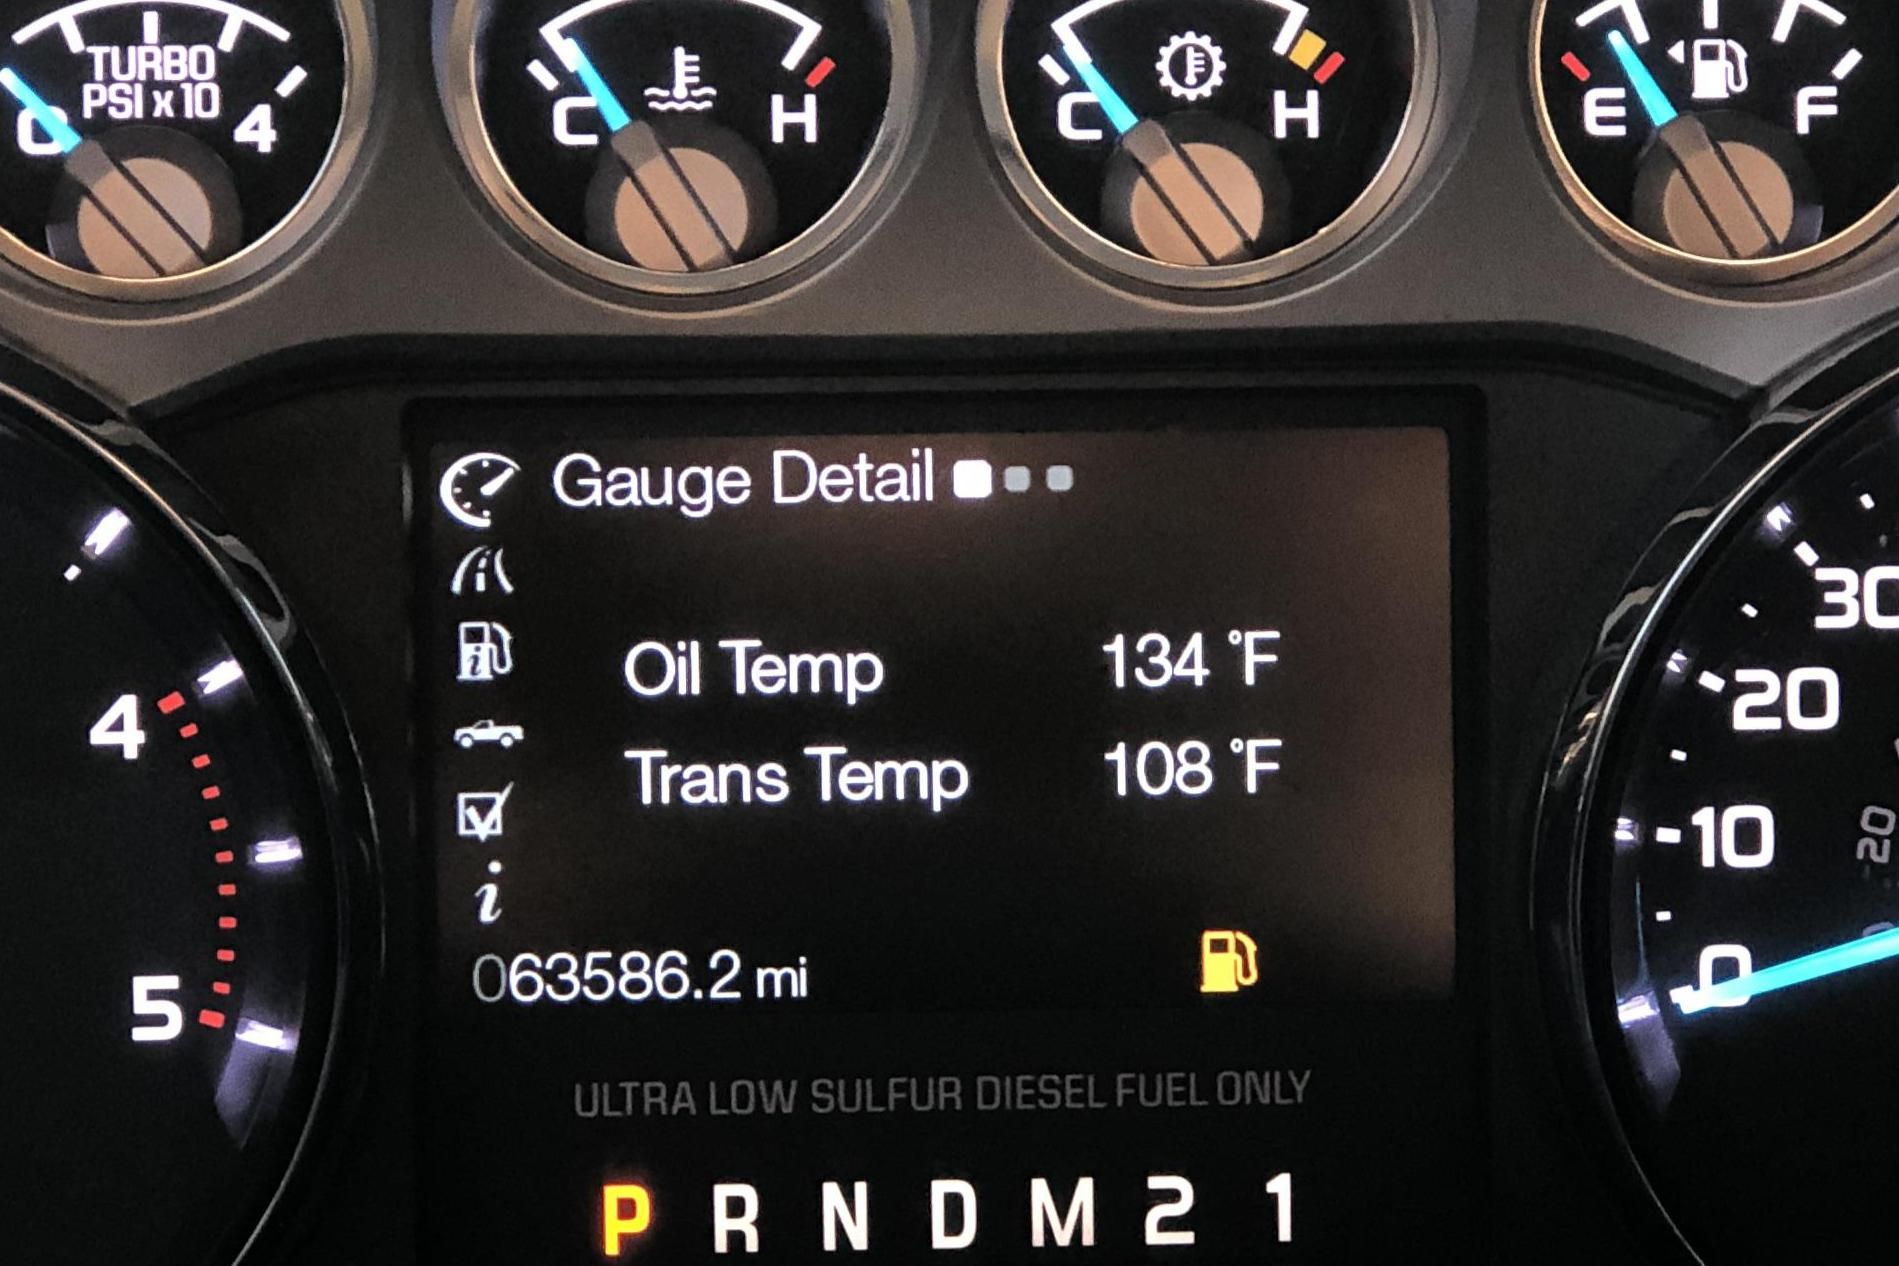 TURBO
PSI x 10
0 4
C H
C H
E F
Gauge Detail
Oil Temp 134 °F
Trans Temp 108 °F
063586.2 mi
4
5
30
20
10
0
20
ULTRA LOW SULFUR DIESEL FUEL ONLY
P R N D M 2 1